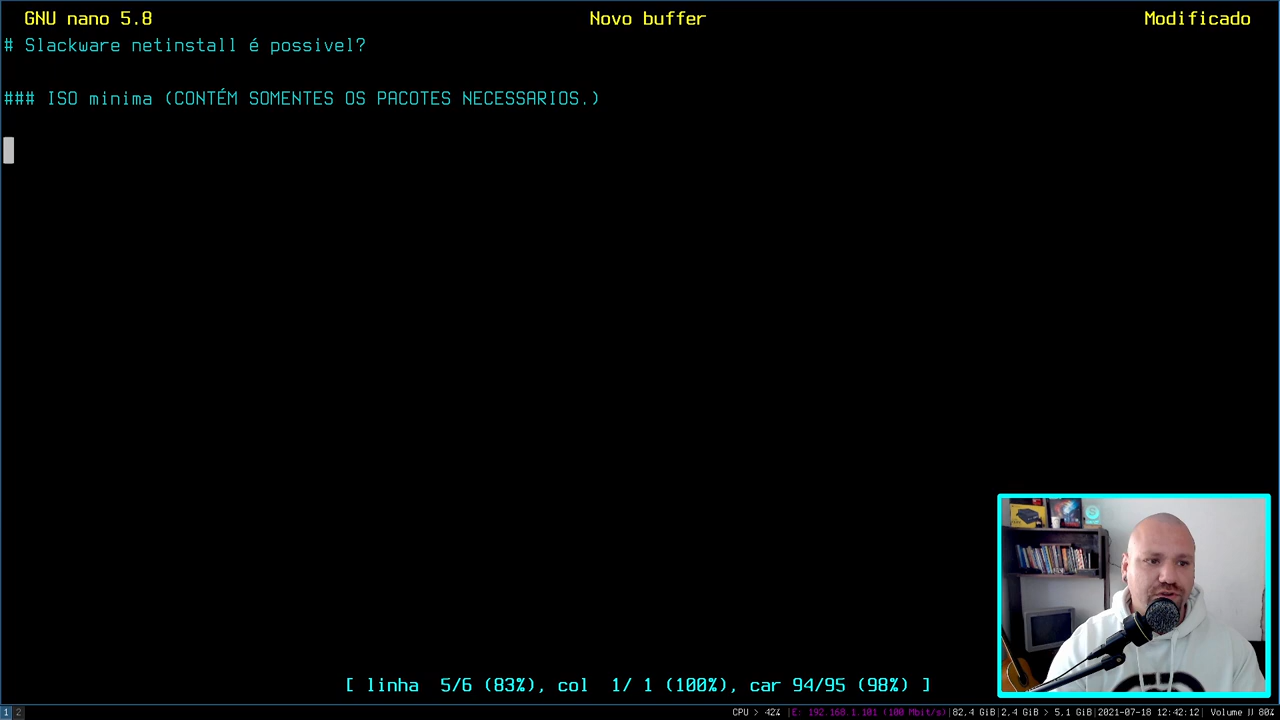 GNU nano 5.8 Novo buffer Modificado
# Slackware netinstall é possivel?
### ISO minima (CONTÉM SOMENTES OS PACOTES NECESSARIOS.)
[ linha 5/6 (83%), col 1/ 1 (100%), car 94/95 (98%) ]
1 2 CPU > 42% |E: 192.168.1.101 (100 Mbit/s)|82,4 GiB|2,4 GiB > 5,1 GiB|2021-07-18 12:42:12| Volume )) 80%